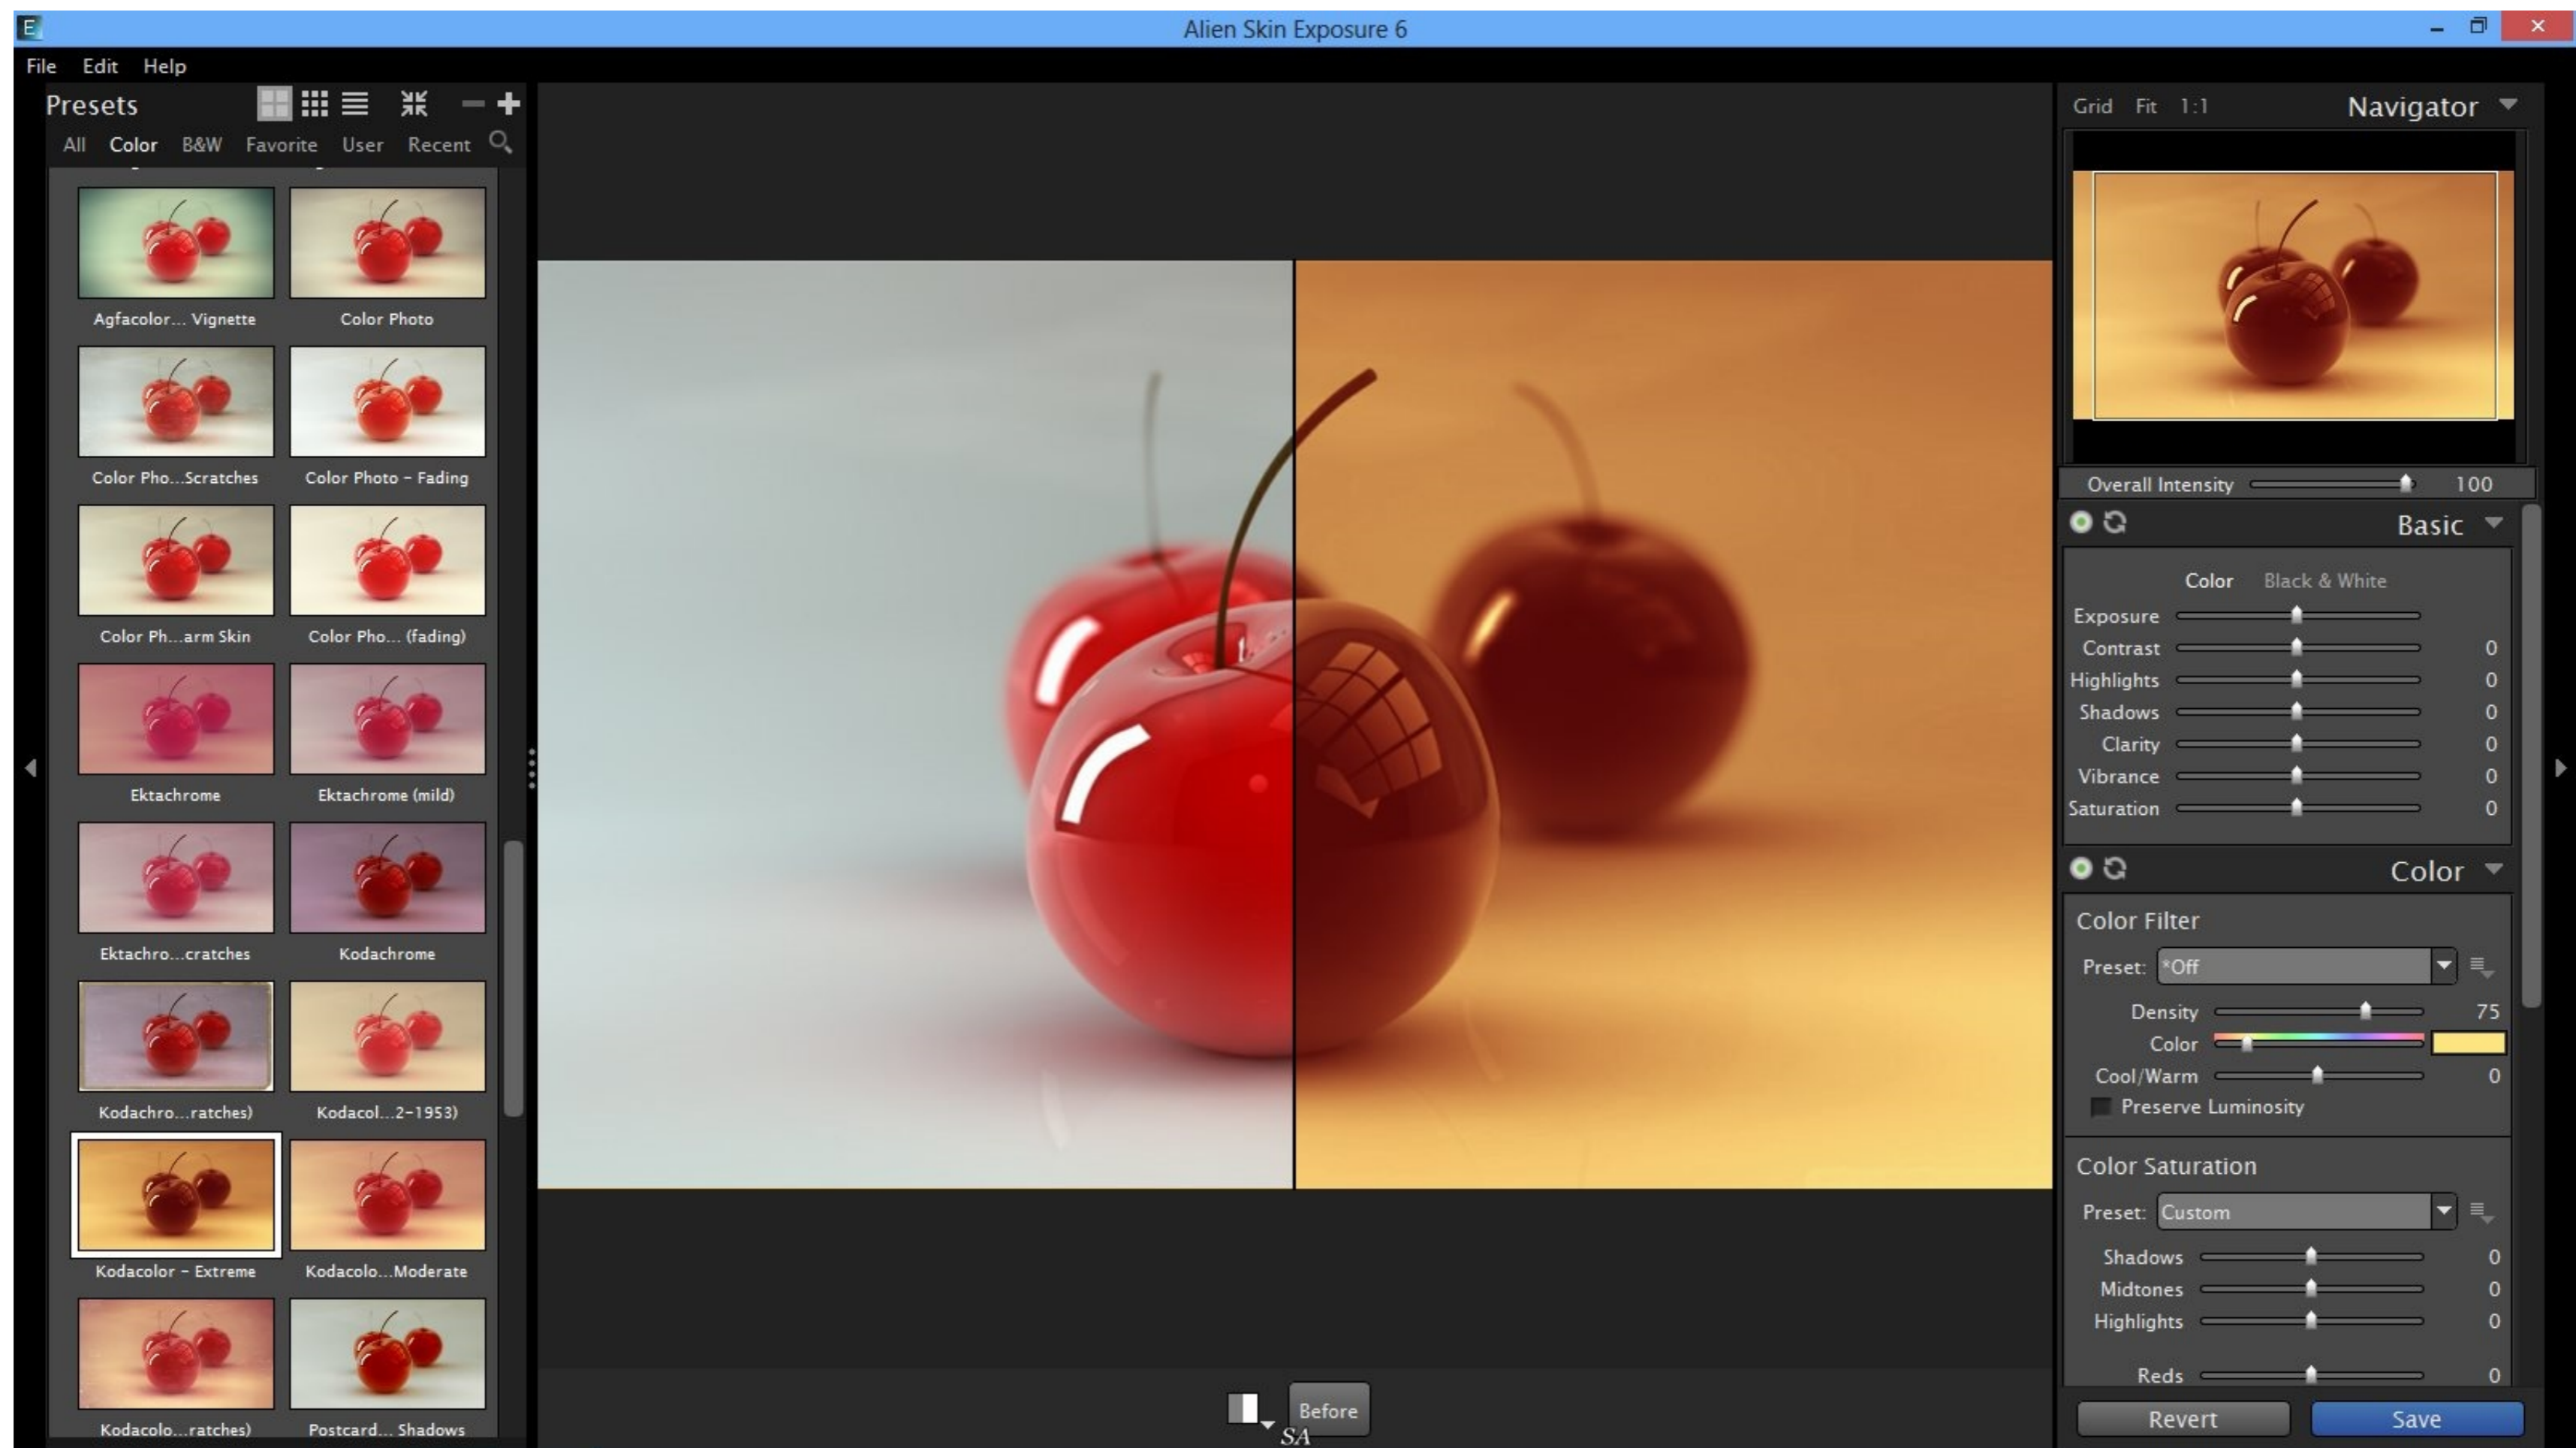 Alien Skin Exposure 6
File Edit Help
Presets
All Color B&W Favorite User Recent
Agfacolor... Vignette Color Photo
Color Pho...Scratches Color Photo - Fading
Color Ph...arm Skin Color Pho... (fading)
Ektachrome Ektachrome (mild)
Ektachro...cratches Kodachrome
Kodachro...ratches) Kodacol...2-1953)
Kodacolor - Extreme Kodacolo...Moderate
Kodacolo...ratches) Postcard... Shadows
Before
SA
Grid Fit 1:1 Navigator
Overall Intensity 100
Basic
Color Black & White
Exposure
Contrast 0
Highlights 0
Shadows 0
Clarity 0
Vibrance 0
Saturation 0
Color
Color Filter
Preset: *Off
Density 75
Color
Cool/Warm 0
Preserve Luminosity
Color Saturation
Preset: Custom
Shadows 0
Midtones 0
Highlights 0
Reds 0
Revert Save